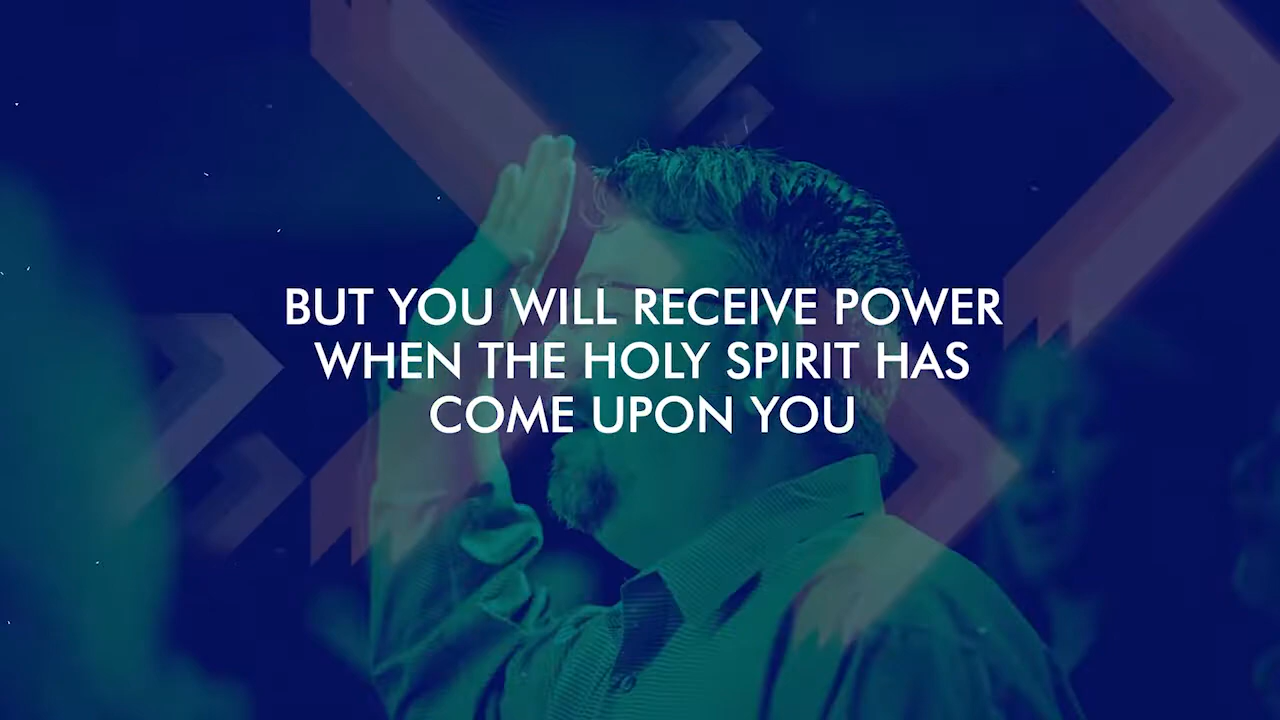 BUT YOU WILL RECEIVE POWER
WHEN THE HOLY SPIRIT HAS
COME UPON YOU